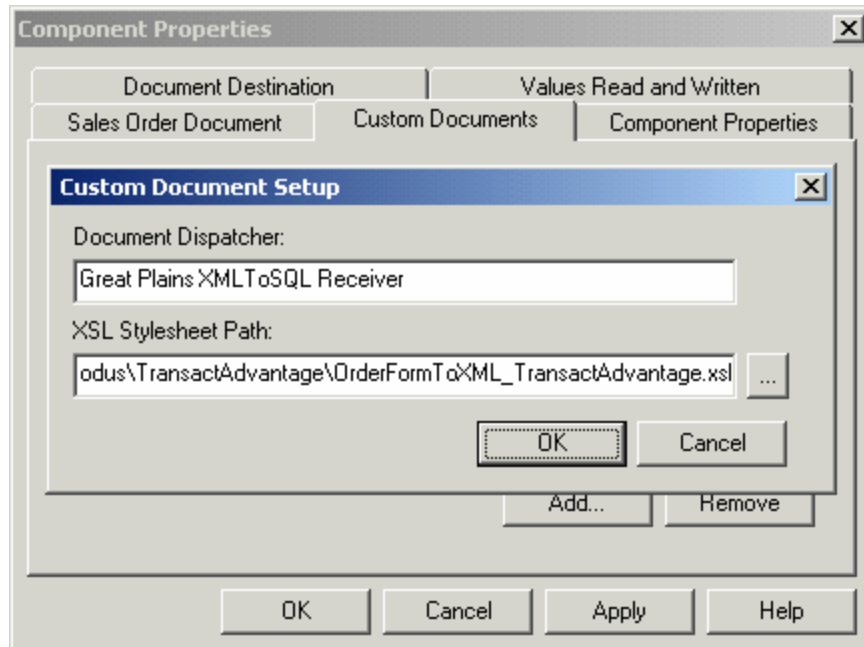 Component Properties
Document Destination
Values Read and Written
Sales Order Document
Custom Documents
Component Properties
Custom Document Setup
Document Dispatcher:
Great Plains XMLToSQL Receiver
XSL Stylesheet Path:
odus\TransactAdvantage\OrderFormToXML_TransactAdvantage.xsl
...
OK
Cancel
Add...
Remove
OK
Cancel
Apply
Help